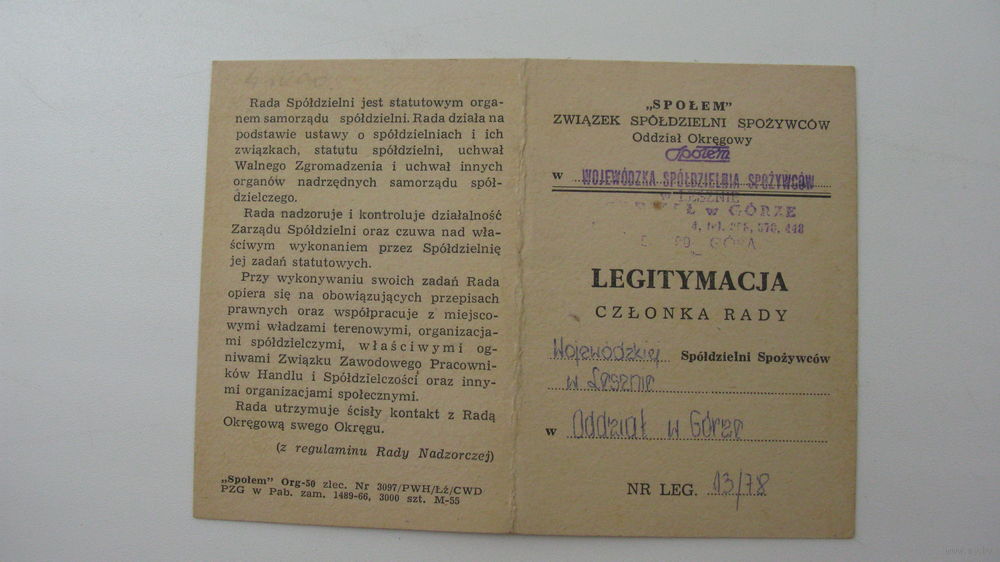 Rada Spółdzielni jest statutowym orga-
nem samorządu spółdzielni. Rada działa na
podstawie ustawy o spółdzielniach i ich
związkach, statutu spółdzielni, uchwał
Walnego Zgromadzenia i uchwał innych
organów nadrzędnych samorządu spół-
dzielczego.
Rada nadzoruje i kontroluje działalność
Zarządu Spółdzielni oraz czuwa nad wła-
ściwym wykonaniem przez Spółdzielnię
jej zadań statutowych.
Przy wykonywaniu swoich zadań Rada
opiera się na obowiązujących przepisach
prawnych oraz współpracuje z miejsco-
wymi władzami terenowymi, organizacja-
mi spółdzielczymi, właściwymi og-
niwami Związku Zawodowego Pracowni-
ków Handlu i Spółdzielczości oraz inny-
mi organizacjami społecznymi.
Rada utrzymuje ścisły kontakt z Radą
Okręgową swego Okręgu.
(z regulaminu Rady Nadzorczej)
„Społem" Org-50 zlec. Nr 3097/PWH/Łż/CWD
PZG w Pab. zam. 1489-66, 3000 szt. M-55
„SPOŁEM"
ZWIĄZEK SPÓŁDZIELNI SPOŻYWCÓW
Oddział Okręgowy
Społem
w WOJEWÓDZKA SPÓŁDZIELNIA SPOŻYWCÓW
w LESZNIE
w GÓRZE
GÓRA
LEGITYMACJA
CZŁONKA RADY
Wojewódzkiej Spółdzielni Spożywców
w Lesznie
w Oddział w Górze
NR LEG. 13/78